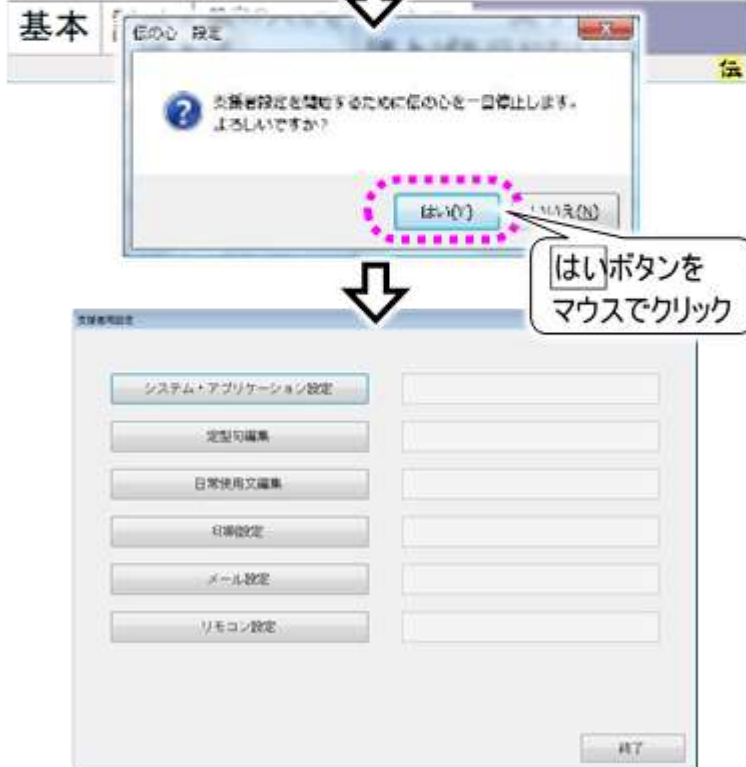 基本
伝の心 設定
伝
支援者設定を開始するために伝の心を一旦停止します。
よろしいですか?
はい(Y)
いいえ(N)
はいボタンを
マウスでクリック
支援者用設定
システム・アプリケーション設定
定型句編集
日常使用文編集
印刷設定
メール設定
リモコン設定
終了